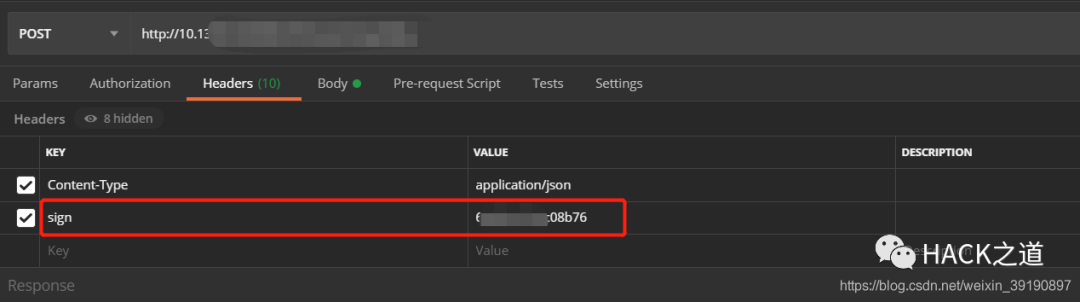 POST http://10.13
Params Authorization Headers (10) Body Pre-request Script Tests Settings
Headers 8 hidden
KEY VALUE DESCRIPTION
Content-Type application/json
sign 6 :08b76
Key Value
HACK之道
Response https://blog.csdn.net/weixin_39190897